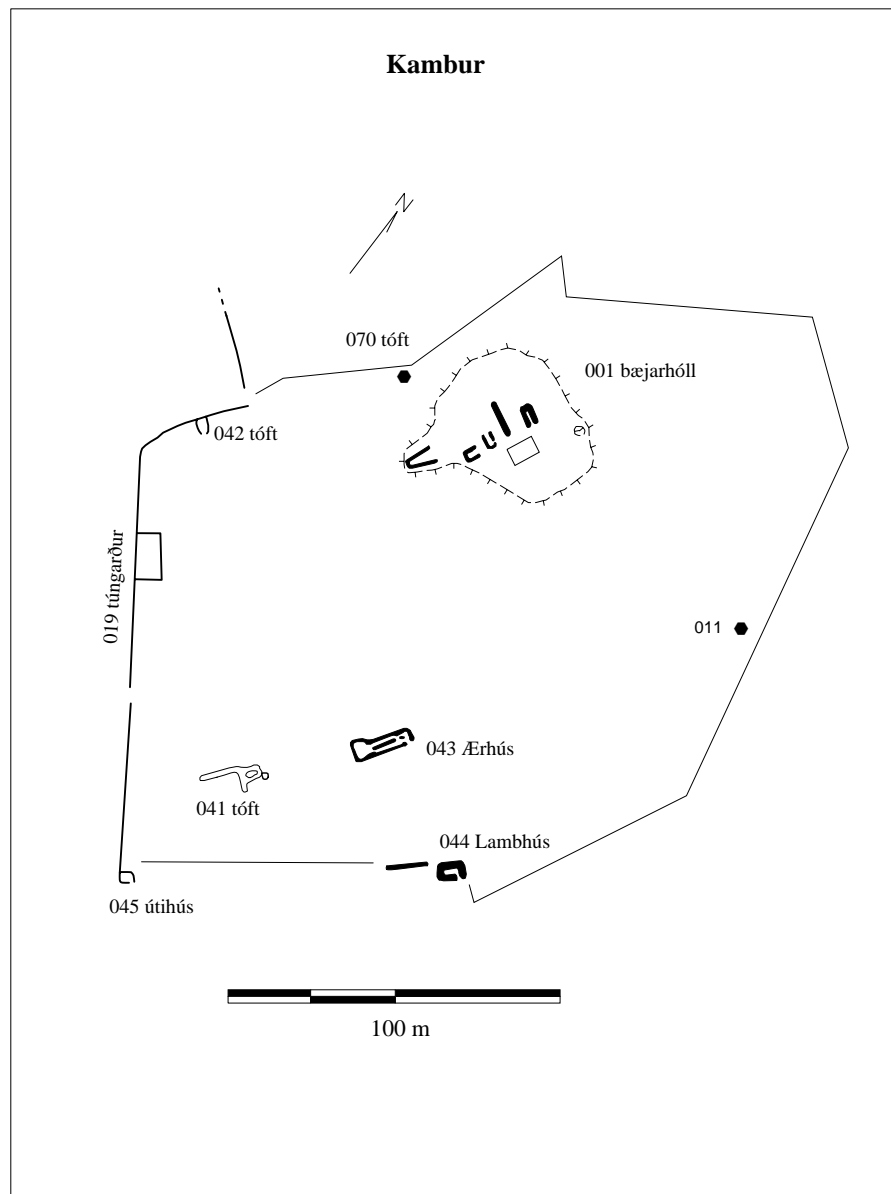 Kambur
N
070 tóft
001 bæjarhóll
042 tóft
019 túngarður
011
043 Ærhús
041 tóft
044 Lambhús
045 útihús
100 m